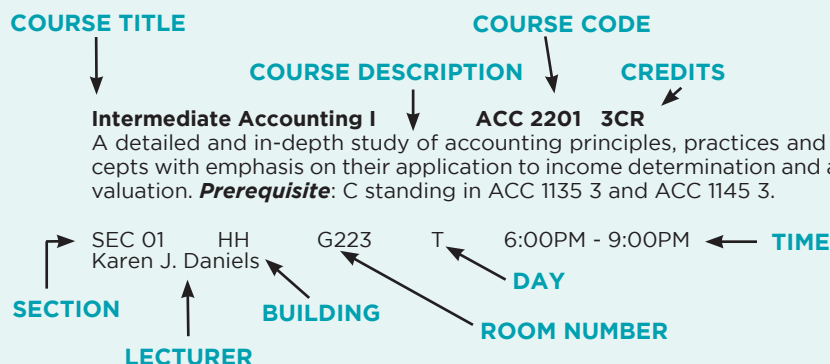 COURSE TITLE
COURSE CODE
COURSE DESCRIPTION
CREDITS
Intermediate Accounting I ACC 2201 3CR
A detailed and in-depth study of accounting principles, practices and
cepts with emphasis on their application to income determination and a
valuation. Prerequisite: C standing in ACC 1135 3 and ACC 1145 3.
SEC 01 HH G223 T 6:00PM - 9:00PM
TIME
Karen J. Daniels
DAY
SECTION
BUILDING
ROOM NUMBER
LECTURER